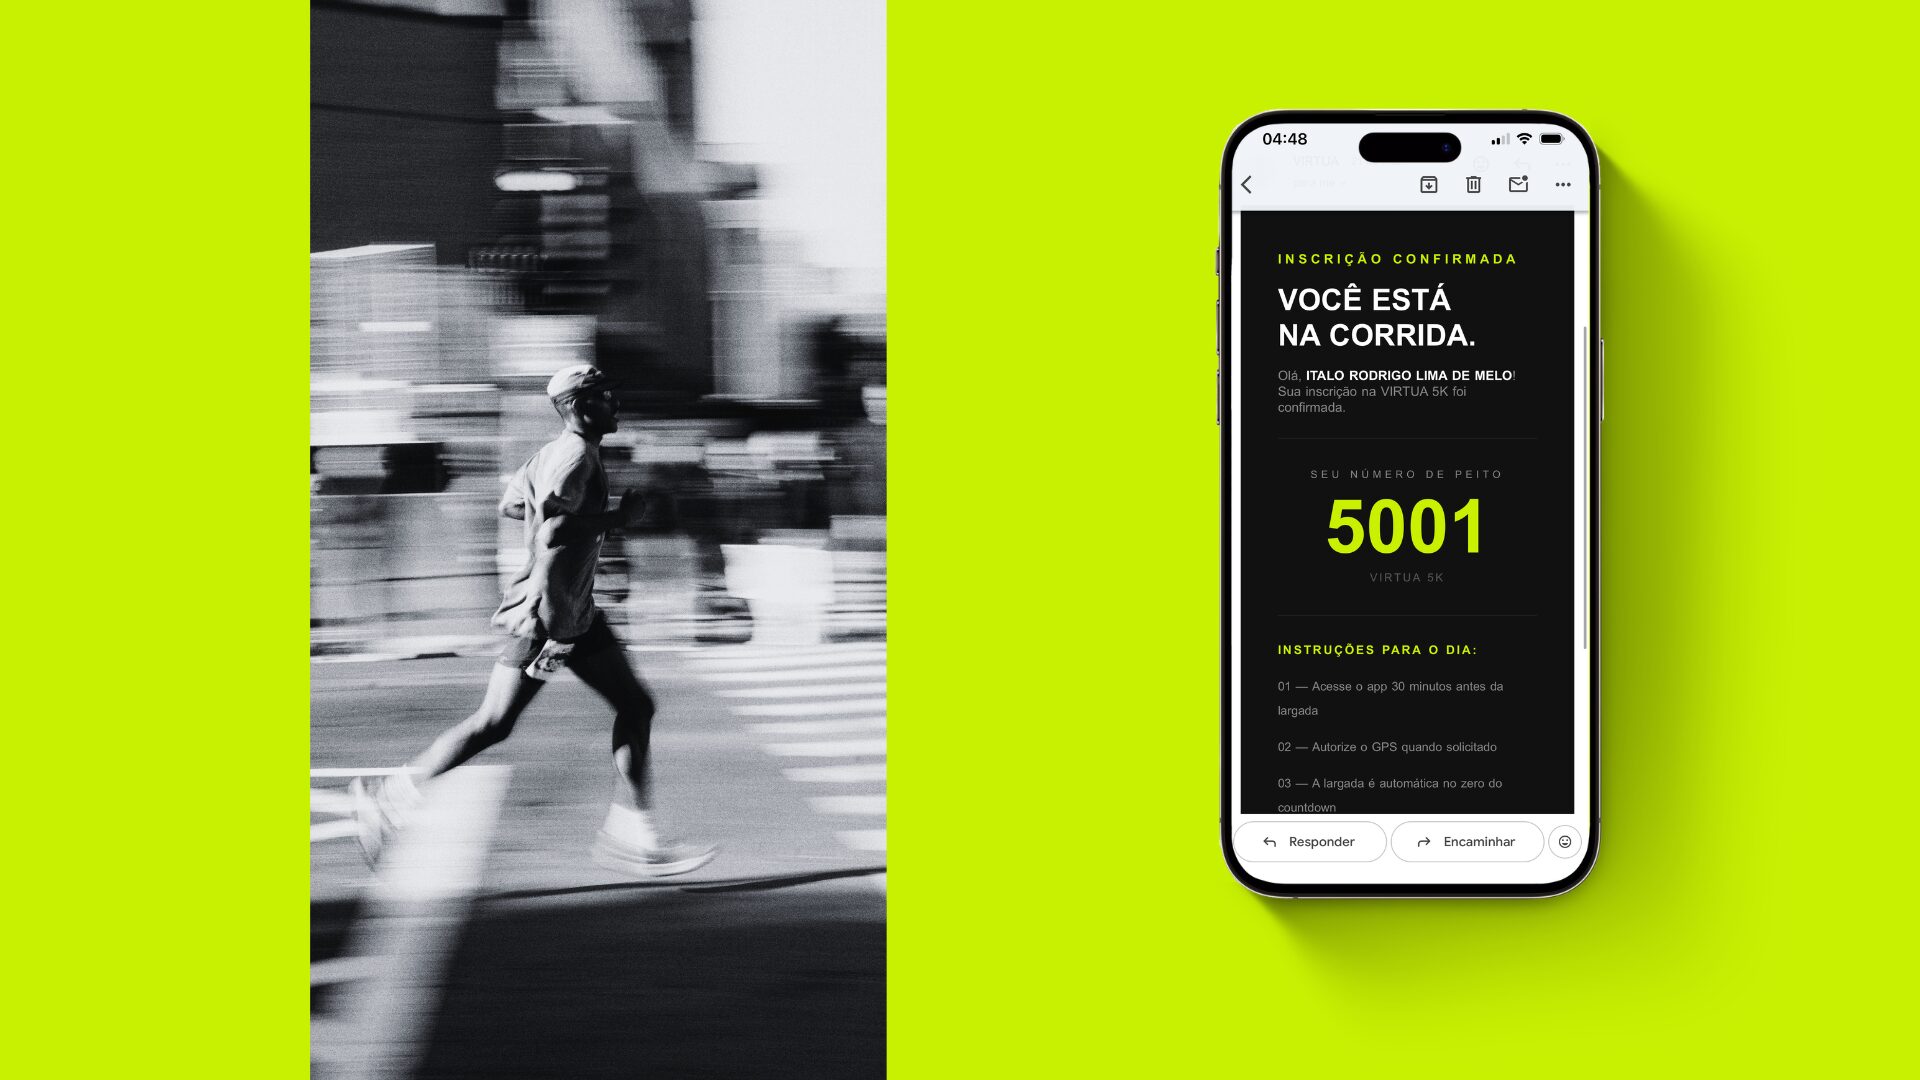 04:48
VIRTUA
INSCRIÇÃO CONFIRMADA
VOCÊ ESTÁ
NA CORRIDA.
Olá, ITALO RODRIGO LIMA DE MELO!
Sua inscrição na VIRTUA 5K foi
confirmada.
SEU NÚMERO DE PEITO
5001
VIRTUA 5K
INSTRUÇÕES PARA O DIA:
01 — Acesse o app 30 minutos antes da
largada
02 — Autorize o GPS quando solicitado
03 — A largada é automática no zero do
countdown
Responder
Encaminhar